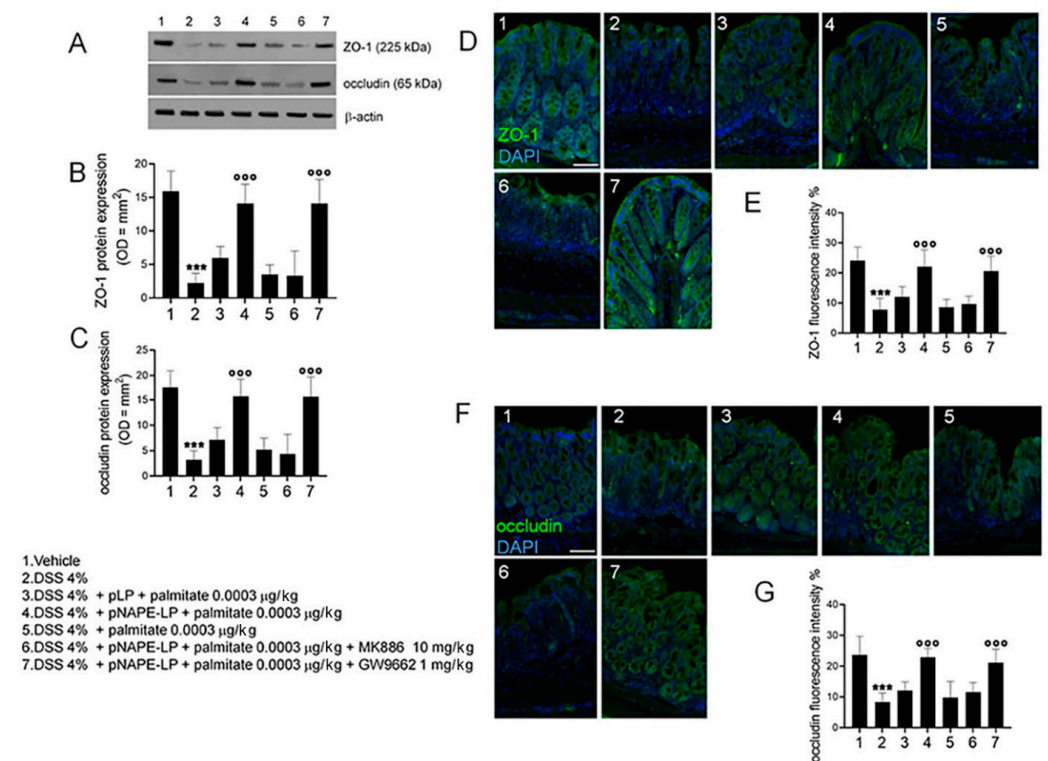 A
1 2 3 4 5 6 7
ZO-1 (225 kDa)
occludin (65 kDa)
β-actin
B
ZO-1 protein expression
(OD = mm²)
20
15
10
5
0
***
°°°
°°°
1 2 3 4 5 6 7
C
occludin protein expression
(OD = mm²)
25
20
15
10
5
0
***
°°°
°°°
1 2 3 4 5 6 7
1.Vehicle
2.DSS 4%
3.DSS 4% + pLP + palmitate 0.0003 µg/kg
4.DSS 4% + pNAPE-LP + palmitate 0.0003 µg/kg
5.DSS 4% + palmitate 0.0003 µg/kg
6.DSS 4% + pNAPE-LP + palmitate 0.0003 µg/kg + MK886 10 mg/kg
7.DSS 4% + pNAPE-LP + palmitate 0.0003 µg/kg + GW9662 1 mg/kg
D
1
2
3
4
5
ZO-1
DAPI
6
7
E
ZO-1 fluorescence intensity %
40
30
20
10
0
***
°°°
°°°
1 2 3 4 5 6 7
F
1
2
3
4
5
occludin
DAPI
6
7
G
occludin fluorescence intensity %
40
30
20
10
0
***
°°°
°°°
1 2 3 4 5 6 7